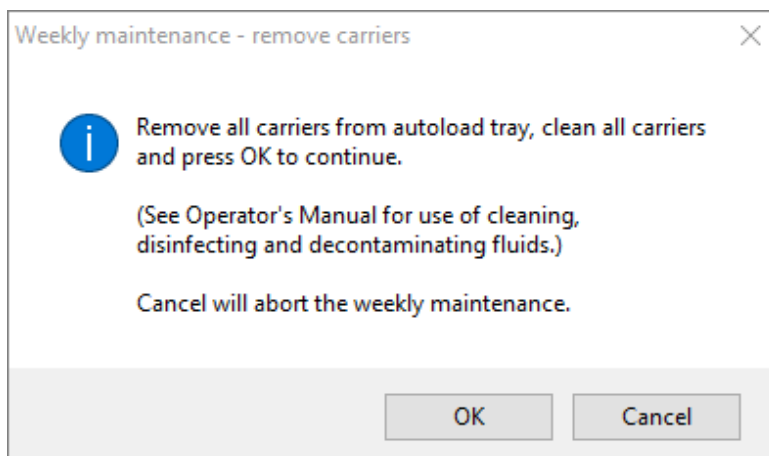 Weekly maintenance - remove carriers
Remove all carriers from autoload tray, clean all carriers
and press OK to continue.
(See Operator's Manual for use of cleaning,
disinfecting and decontaminating fluids.)
Cancel will abort the weekly maintenance.
OK
Cancel